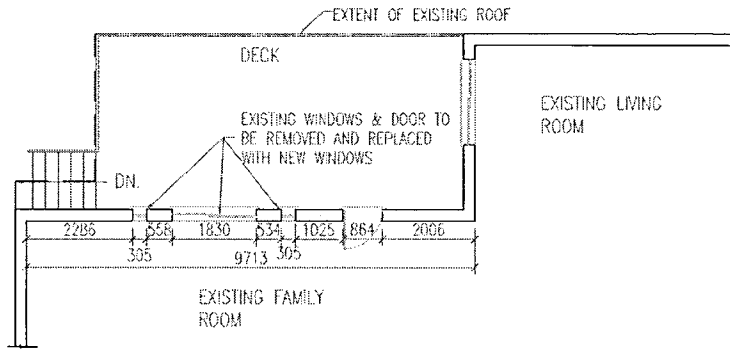 EXTENT OF EXISTING ROOF
DECK
EXISTING WINDOWS & DOOR TO
BE REMOVED AND REPLACED
WITH NEW WINDOWS
EXISTING LIVING
ROOM
DN.
2286
305
558
1830
534
305
1025
864
2006
9713
EXISTING FAMILY
ROOM